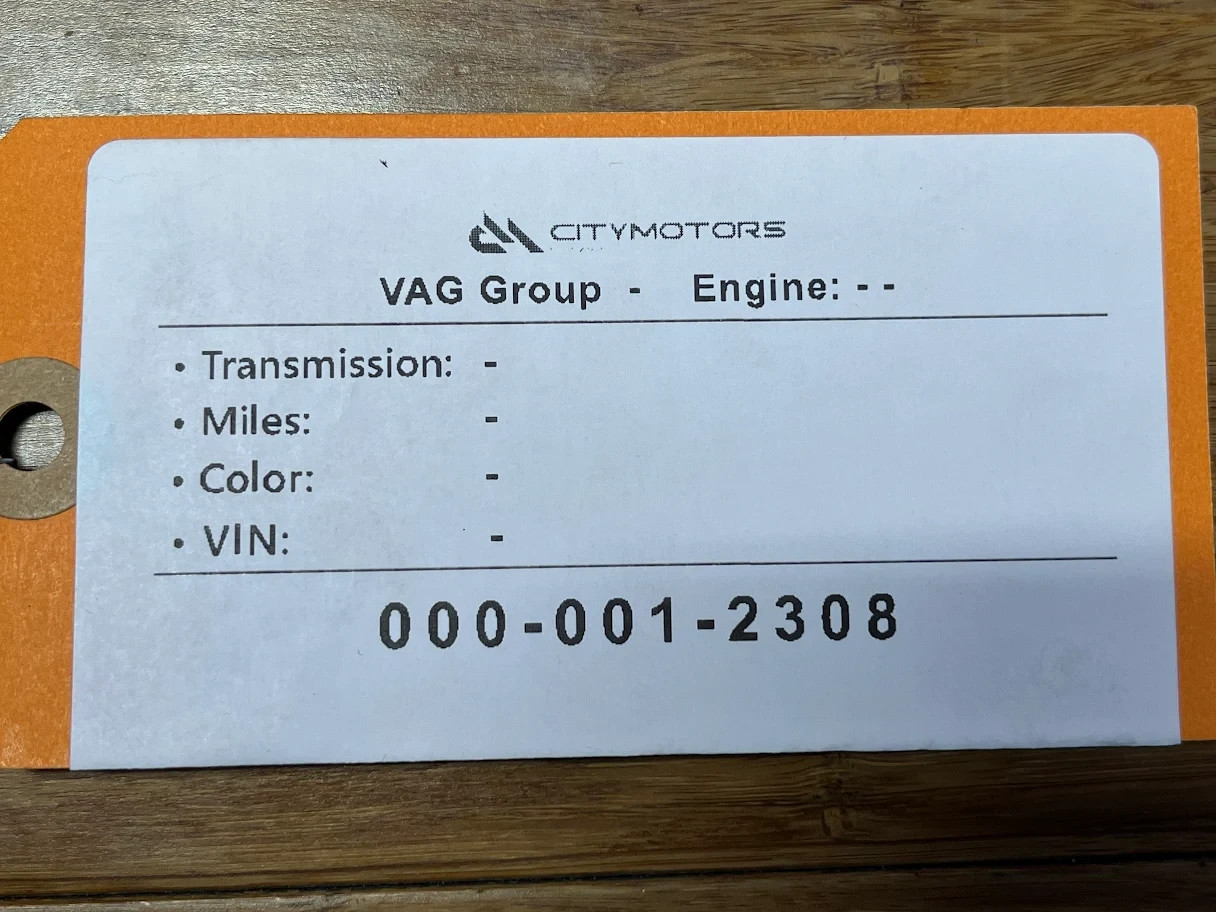 CITYMOTORS
VAG Group - Engine: - -
• Transmission: -
• Miles: -
• Color: -
• VIN: -
000-001-2308